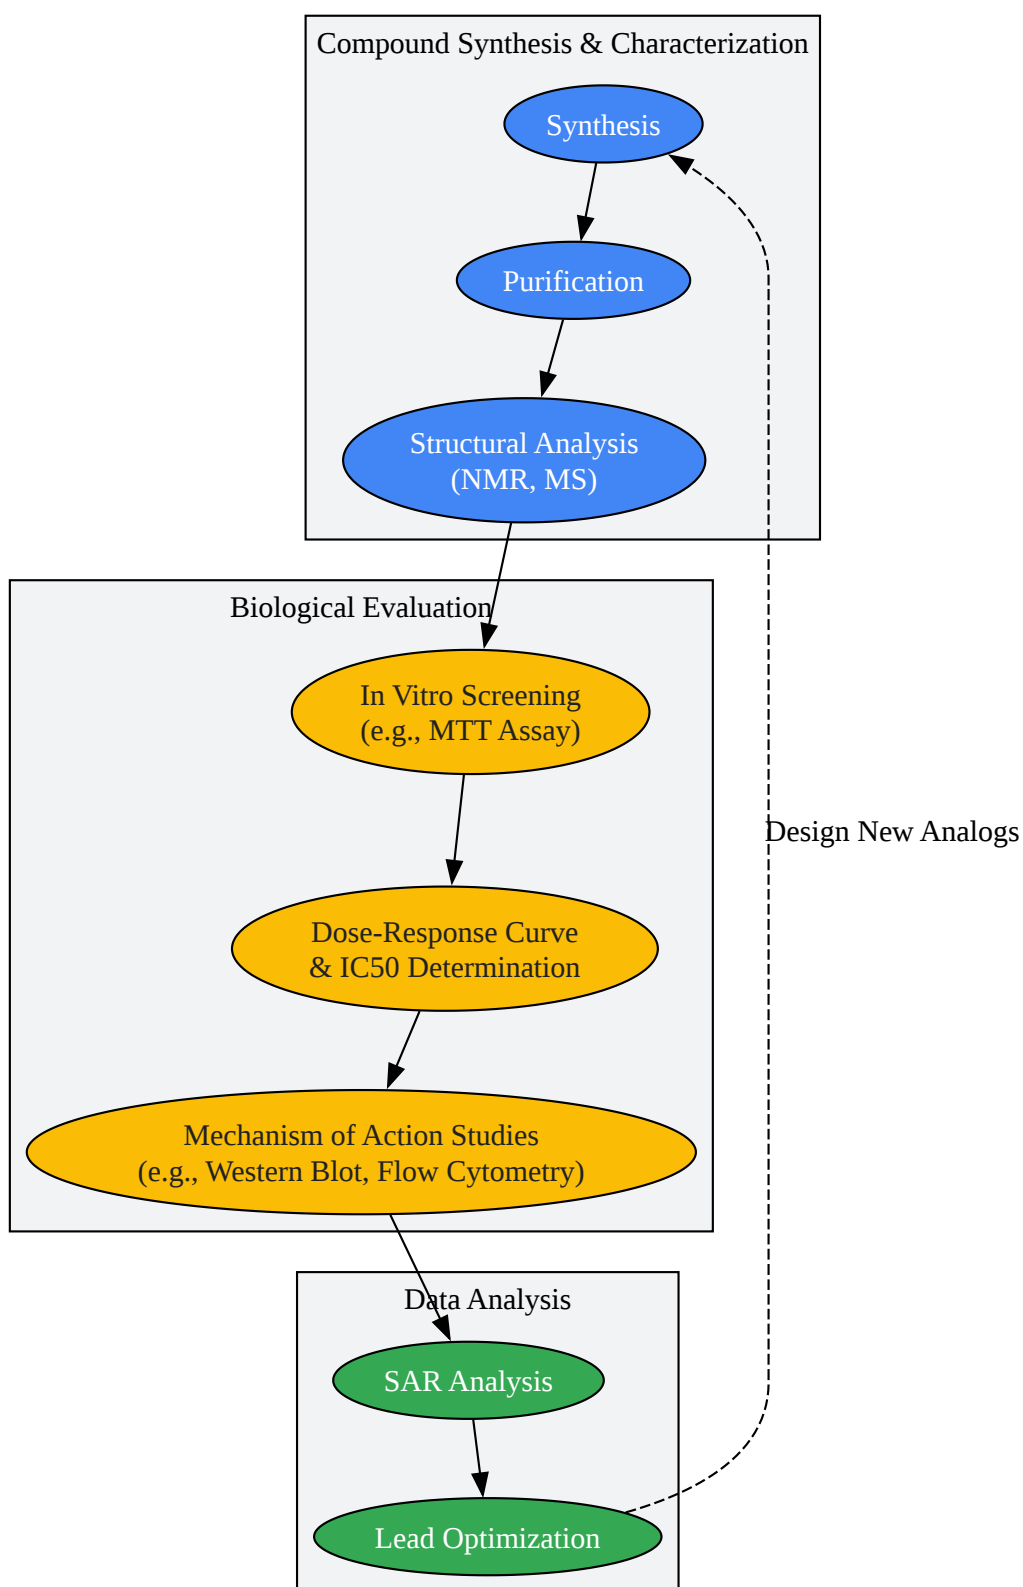 Compound Synthesis & Characterization
Synthesis
Purification
Structural Analysis
(NMR, MS)
Biological Evaluation
In Vitro Screening
(e.g., MTT Assay)
Design New Analogs
Dose-Response Curve
& IC50 Determination
Mechanism of Action Studies
(e.g., Western Blot, Flow Cytometry)
Data Analysis
SAR Analysis
Lead Optimization